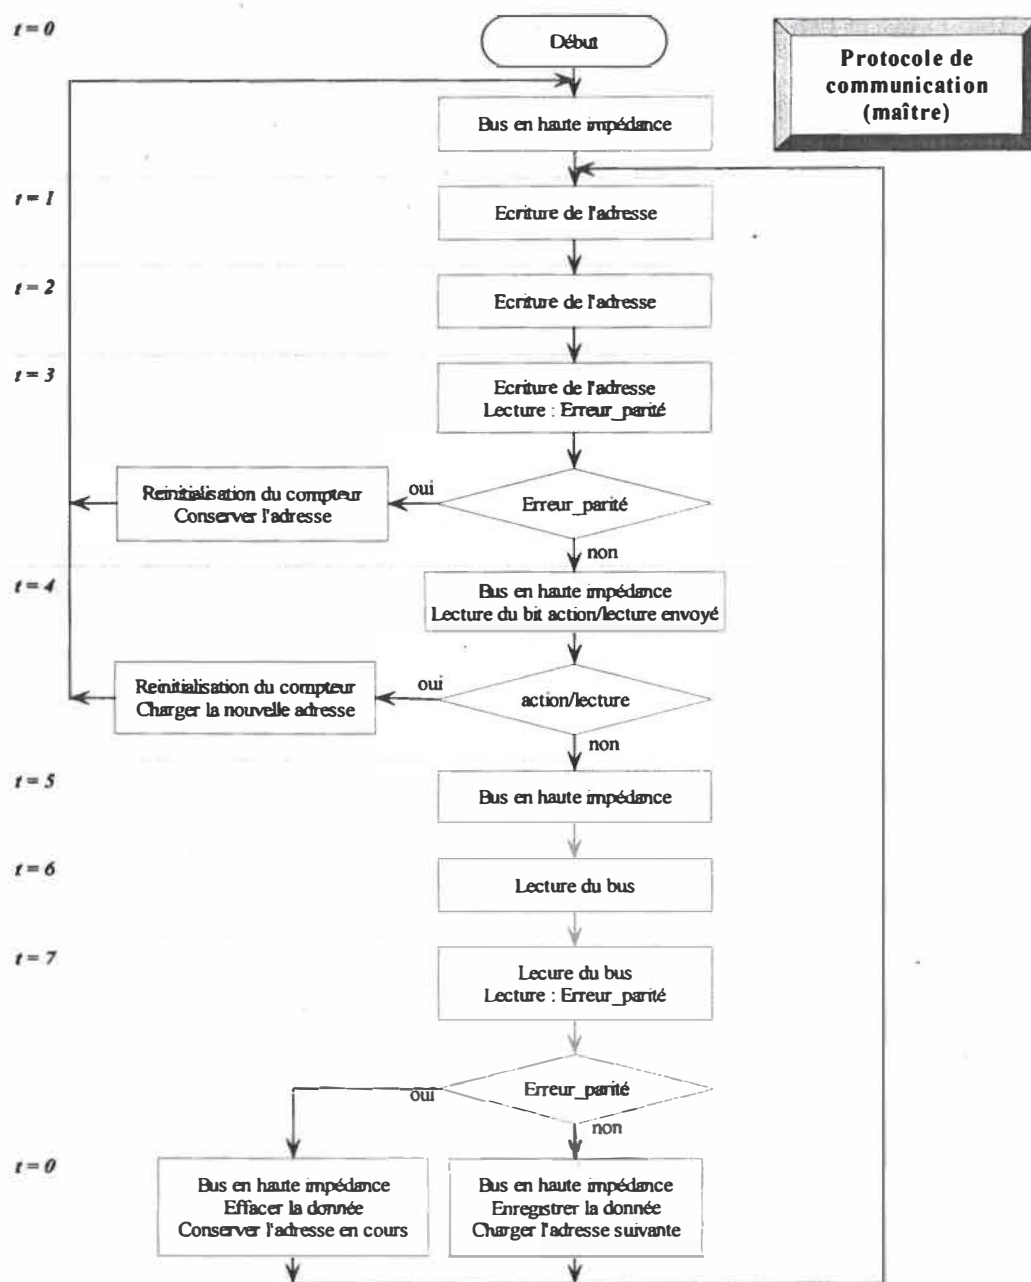 t = 0
Début
Protocole de
communication
(maître)
Bus en haute impédance
t = 1
Ecriture de l'adresse
t = 2
Ecriture de l'adresse
t = 3
Ecriture de l'adresse
Lecture : Erreur_parité
Reinitialisation du compteur
Conserver l'adresse
oui
Erreur_parité
non
t = 4
Bus en haute impédance
Lecture du bit action/lecture envoyé
Reinitialisation du compteur
Charger la nouvelle adresse
oui
action/lecture
non
t = 5
Bus en haute impédance
t = 6
Lecture du bus
t = 7
Lecure du bus
Lecture : Erreur_parité
oui
Erreur_parité
non
t = 0
Bus en haute impédance
Effacer la donnée
Conserver l'adresse en cours
Bus en haute impédance
Enregistrer la donnée
Charger l'adresse suivante